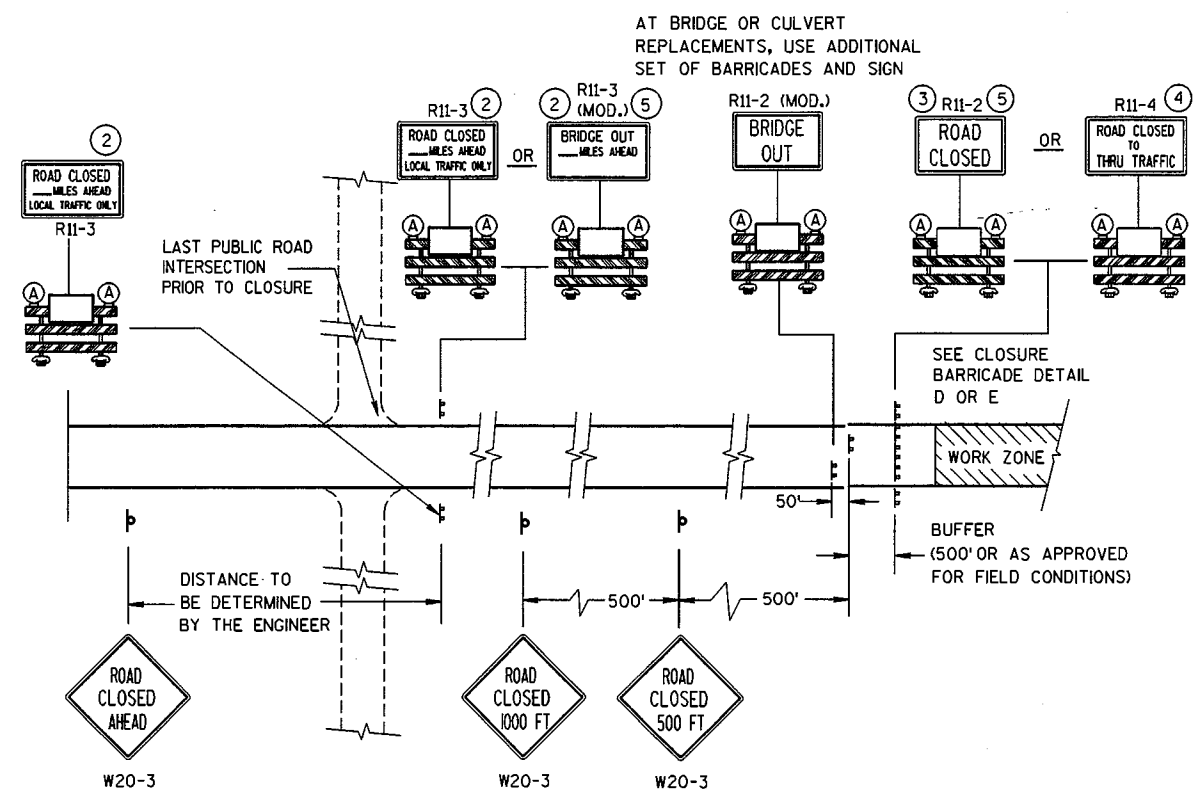 AT BRIDGE OR CULVERT
REPLACEMENTS, USE ADDITIONAL
SET OF BARRICADES AND SIGN
2
ROAD CLOSED
___MILES AHEAD
LOCAL TRAFFIC ONLY
R11-3
A A
R11-3 2
ROAD CLOSED
___MILES AHEAD
LOCAL TRAFFIC ONLY
A A
OR
2 R11-3 5
(MOD.)
BRIDGE OUT
___MILES AHEAD
A A
R11-2 (MOD.)
BRIDGE
OUT
A A
3 R11-2 5
ROAD
CLOSED
A A
OR
R11-4 4
ROAD CLOSED
TO
THRU TRAFFIC
A A
LAST PUBLIC ROAD
INTERSECTION
PRIOR TO CLOSURE
SEE CLOSURE
BARRICADE DETAIL
D OR E
WORK ZONE
50'
BUFFER
(500' OR AS APPROVED
FOR FIELD CONDITIONS)
DISTANCE TO
BE DETERMINED
BY THE ENGINEER
500'
500'
ROAD
CLOSED
AHEAD
W20-3
ROAD
CLOSED
1000 FT
W20-3
ROAD
CLOSED
500 FT
W20-3